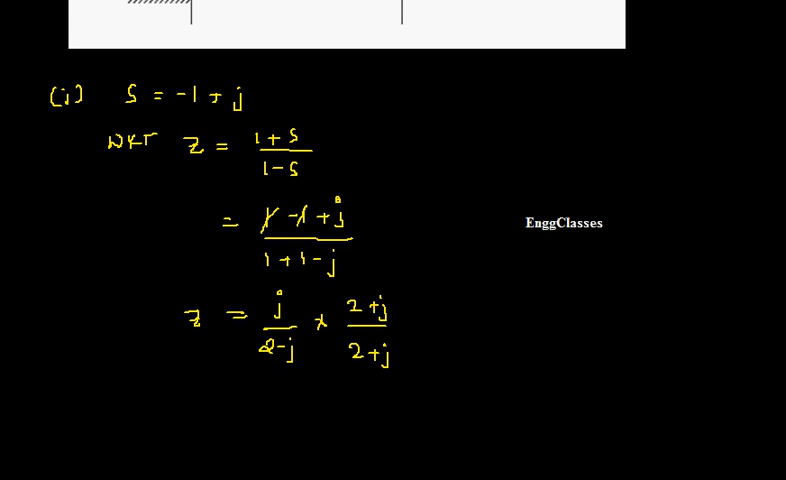 (i) S = -1 + j
WKT Z = 1+S / 1-S
= 1 - 1 + j / 1+1-j
EnggClasses
Z = j / 2-j × 2+j / 2+j